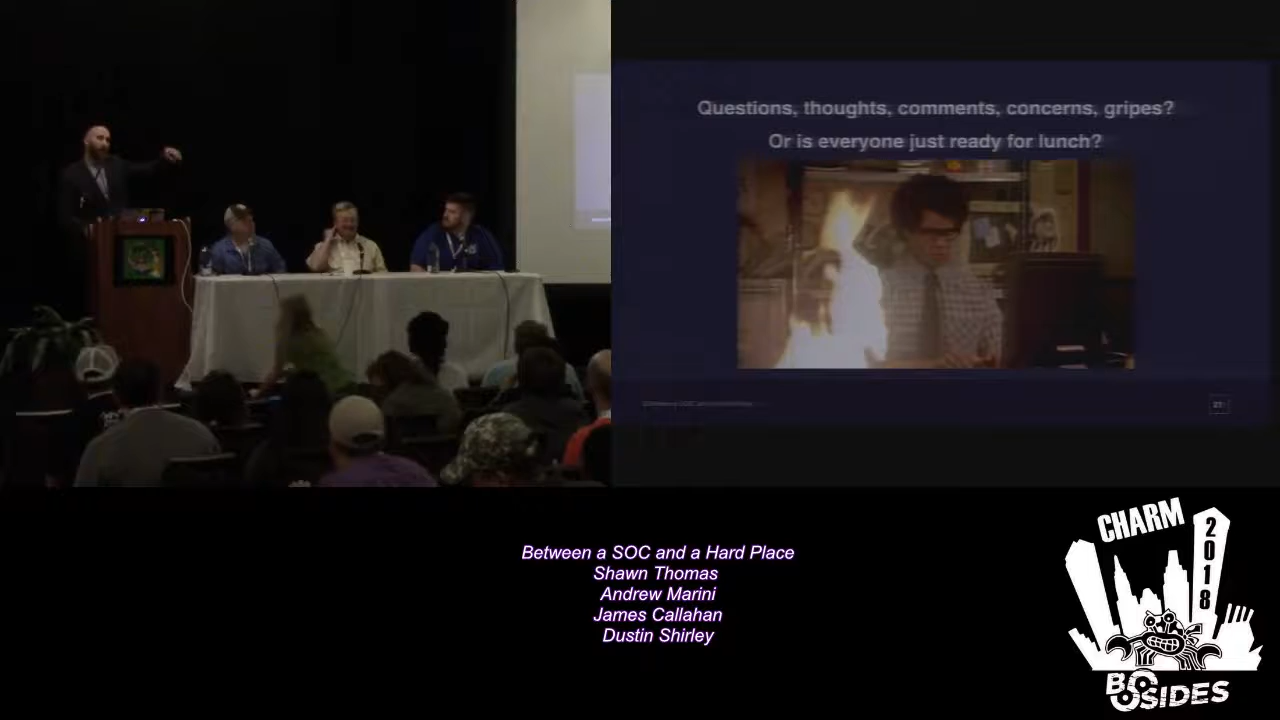 Questions, thoughts, comments, concerns, gripes?
Or is everyone just ready for lunch?
Between a SOC and a Hard Place
Shawn Thomas
Andrew Marini
James Callahan
Dustin Shirley
CHARM
2018
BSIDES